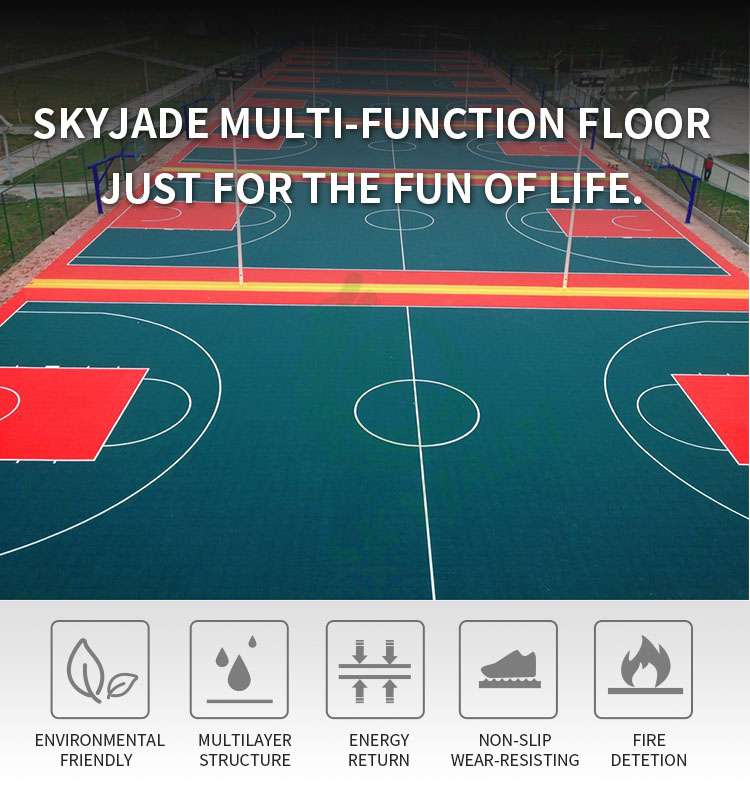 SKYJADE MULTI-FUNCTION FLOOR
JUST FOR THE FUN OF LIFE.
ENVIRONMENTAL
FRIENDLY
MULTILAYER
STRUCTURE
ENERGY
RETURN
NON-SLIP
WEAR-RESISTING
FIRE
DETETION